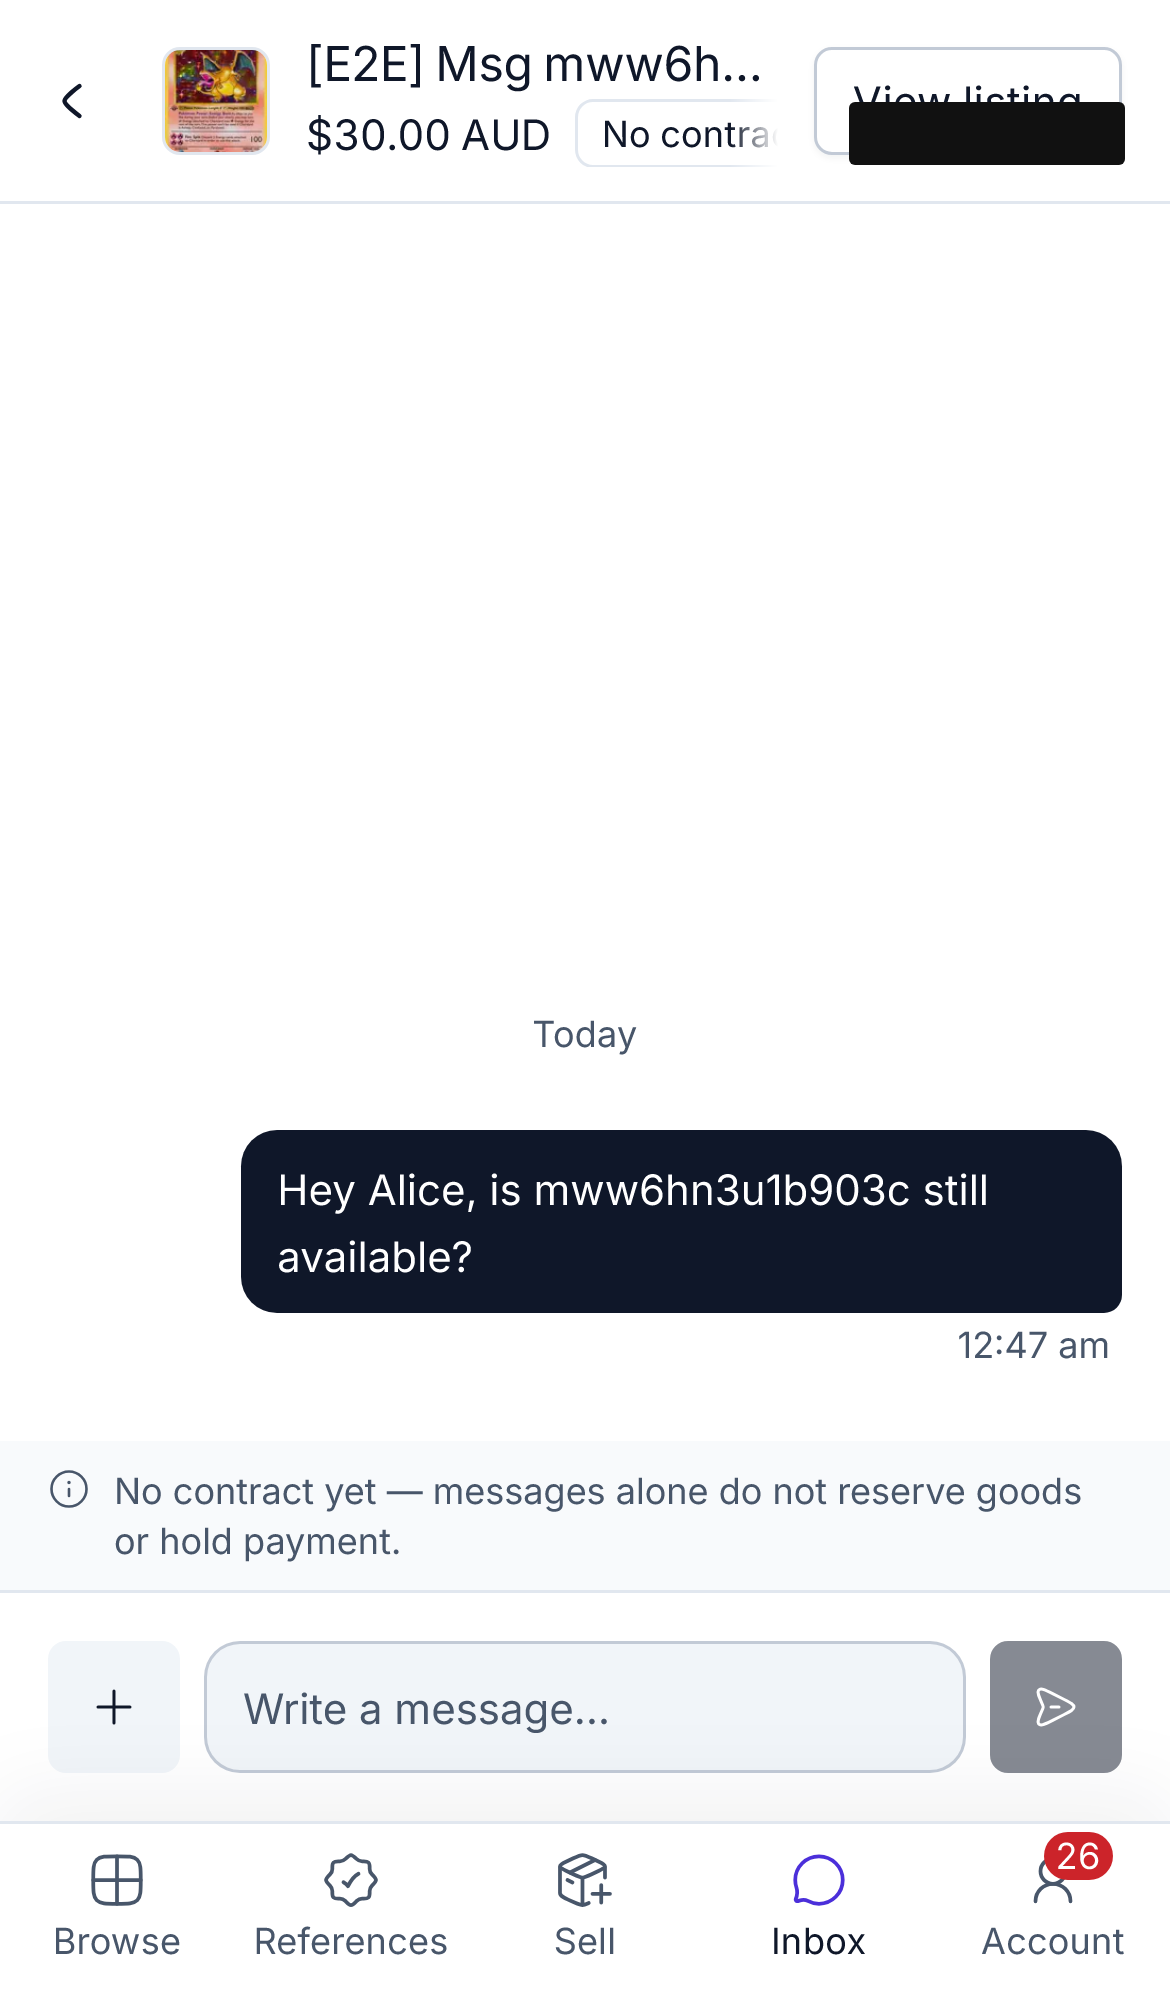 [E2E] Msg mww6h...
$30.00 AUD
No contra
View listing
Today
Hey Alice, is mww6hn3u1b903c still
available?
12:47 am
No contract yet — messages alone do not reserve goods
or hold payment.
Write a message...
26
Browse
References
Sell
Inbox
Account